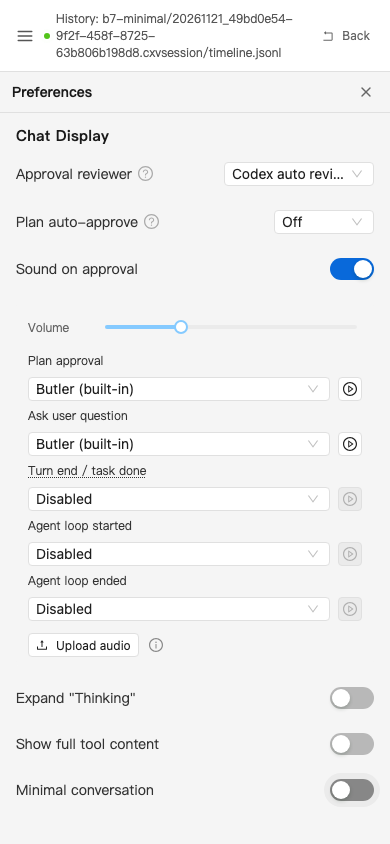 History: b7-minimal/20261121_49bd0e54-
9f2f-458f-8725-
63b806b198d8.cxvsession/timeline.jsonl
Back
Preferences
Chat Display
Approval reviewer
Codex auto revi...
Plan auto-approve
Off
Sound on approval
Volume
Plan approval
Butler (built-in)
Ask user question
Butler (built-in)
Turn end / task done
Disabled
Agent loop started
Disabled
Agent loop ended
Disabled
Upload audio
Expand "Thinking"
Show full tool content
Minimal conversation